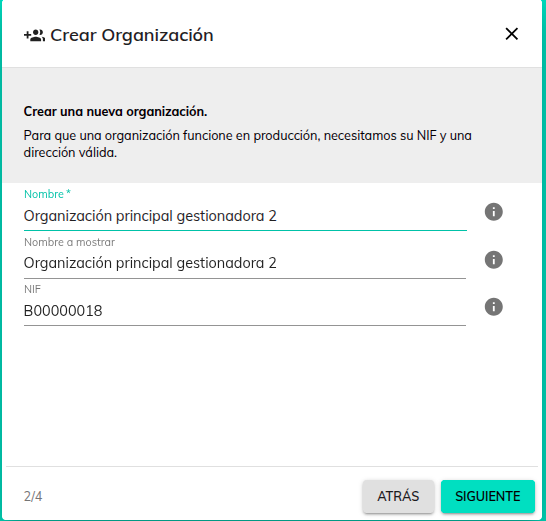 Crear Organización
Crear una nueva organización.
Para que una organización funcione en producción, necesitamos su NIF y una
dirección válida.
Nombre *
Organización principal gestionadora 2
Nombre a mostrar
Organización principal gestionadora 2
NIF
B00000018
2/4
ATRÁS
SIGUIENTE